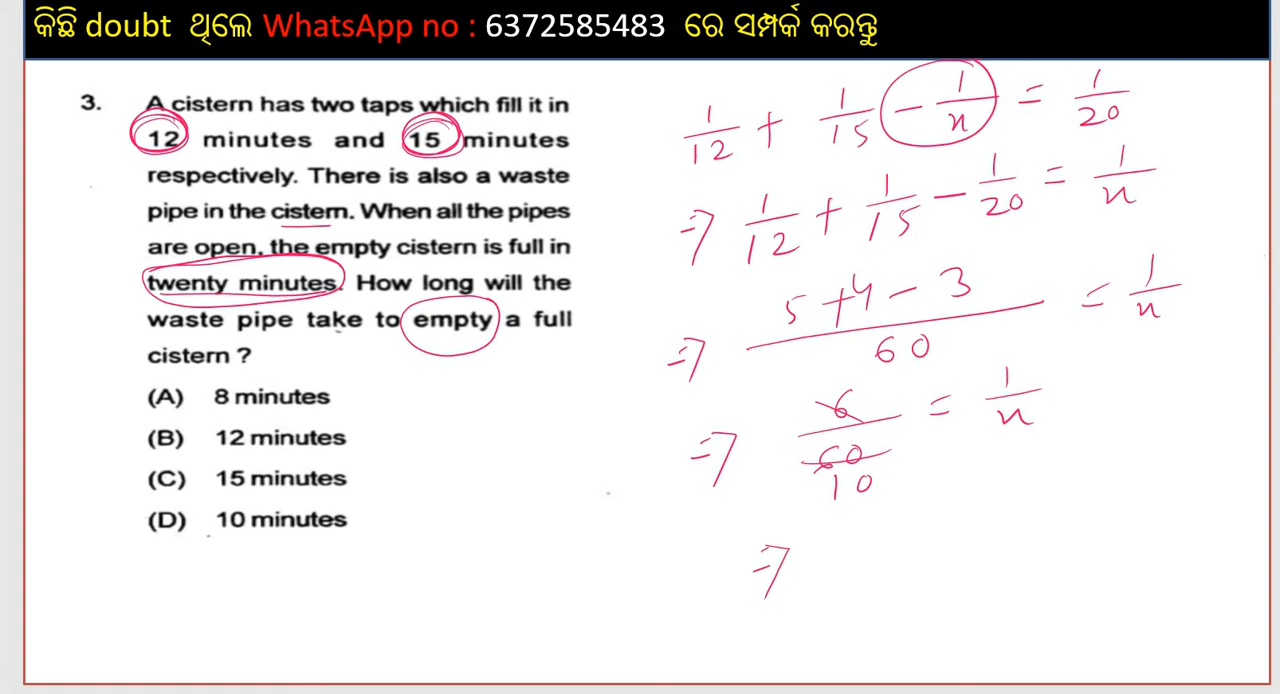 କିଛି doubt ଥିଲେ WhatsApp no : 6372585483 ରେ ସମ୍ପର୍କ କରନ୍ତୁ
3. A cistern has two taps which fill it in
12 minutes and 15 minutes
respectively. There is also a waste
pipe in the cistern. When all the pipes
are open, the empty cistern is full in
twenty minutes. How long will the
waste pipe take to empty a full
cistern ?
(A) 8 minutes
(B) 12 minutes
(C) 15 minutes
(D) 10 minutes
1/12 + 1/15 - 1/x = 1/20
⇒ 1/12 + 1/15 - 1/20 = 1/x
⇒ 5+4-3/60 = 1/x
⇒ 6/60 10 = 1/x
⇒